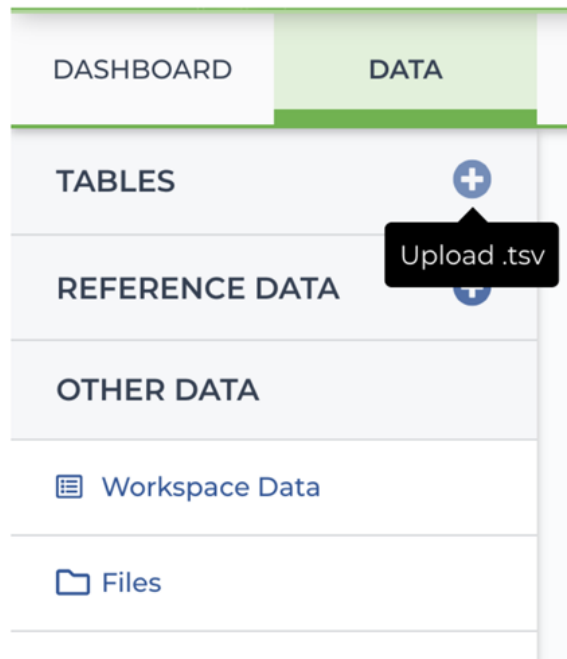 DASHBOARD DATA
TABLES
Upload .tsv
REFERENCE DATA
OTHER DATA
Workspace Data
Files